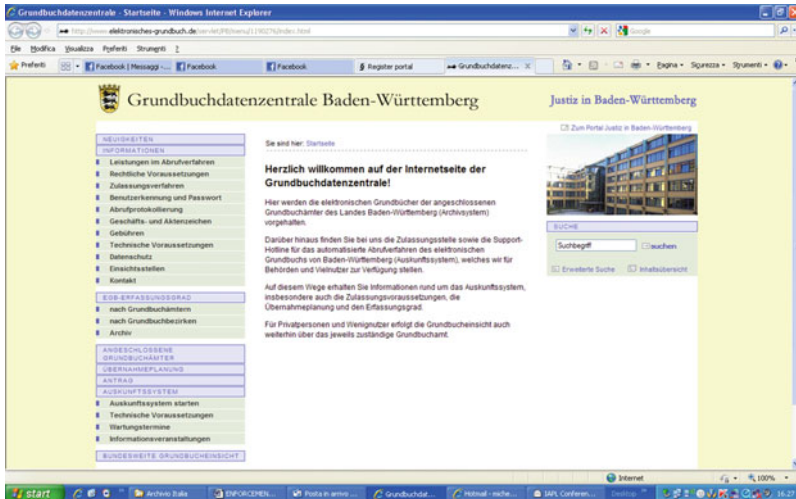 Grundbuchdatenzentrale - Startseite - Windows Internet Explorer
Google
File Modifica Visualizza Preferiti Strumenti ?
Preferiti
Facebook | Messaggi -...
Facebook
Facebook
Register portal
Grundbuchdatenz...
Pagina
Sicurezza
Strumenti
Grundbuchdatenzentrale Baden-Württemberg
Justiz in Baden-Württemberg
Zum Portal Justiz in Baden-Württemberg
NEUIGKEITEN
INFORMATIONEN
Leistungen im Abrufverfahren
Rechtliche Voraussetzungen
Zulassungsverfahren
Benutzerkennung und Passwort
Abrufprotokollierung
Geschäfts- und Aktenzeichen
Gebühren
Technische Voraussetzungen
Datenschutz
Einsichtsstellen
Kontakt
EGB-ERFASSUNGSGRAD
nach Grundbuchämtern
nach Grundbuchbezirken
Archiv
ANGESCHLOSSENE
GRUNDBUCHÄMTER
ÜBERNAHMEPLANUNG
ANTRAG
AUSKUNFTSSYSTEM
Auskunftssystem starten
Technische Voraussetzungen
Wartungstermine
Informationsveranstaltungen
BUNDESWEITE GRUNDBUCHEINSICHT
Sie sind hier: Startseite
Herzlich willkommen auf der Internetseite der
Grundbuchdatenzentrale!
Hier werden die elektronischen Grundbücher der angeschlossenen
Grundbuchämter des Landes Baden-Württemberg (Archivsystem)
vorgehalten.
Darüber hinaus finden Sie bei uns die Zulassungsstelle sowie die Support-
Hotline für das automatisierte Abrufverfahren des elektronischen
Grundbuchs von Baden-Württemberg (Auskunftssystem), welches wir für
Behörden und Vielnutzer zur Verfügung stellen.
Auf diesem Wege erhalten Sie Informationen rund um das Auskunftssystem,
insbesondere auch die Zulassungsvoraussetzungen, die
Übernahmeplanung und den Erfassungsgrad.
Für Privatpersonen und Wenignutzer erfolgt die Grundbucheinsicht auch
weiterhin über das jeweils zuständige Grundbuchamt.
SUCHE
Suchbegriff
suchen
Erweiterte Suche
Inhaltsübersicht
Internet
100%
start
Archivio Italia
ENFORCEMEN...
Posta in arrivo ...
Grundbuchdat...
Hotmail - miche...
IAPL Conferen...
Desktop
16.27